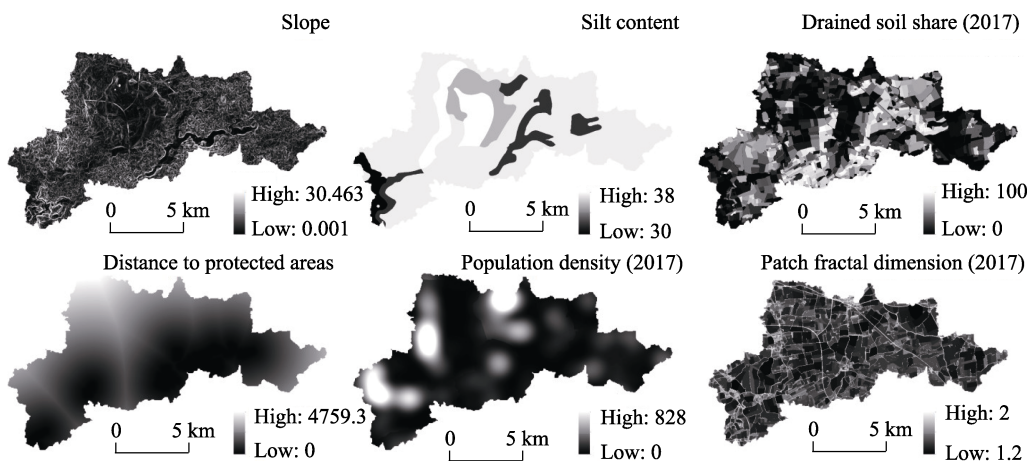 Slope
Silt content
Drained soil share (2017)
High: 30.463
Low: 0.001
0 5 km
High: 38
Low: 30
0 5 km
High: 100
Low: 0
0 5 km
Distance to protected areas
Population density (2017)
Patch fractal dimension (2017)
High: 4759.3
Low: 0
0 5 km
High: 828
Low: 0
0 5 km
High: 2
Low: 1.2
0 5 km